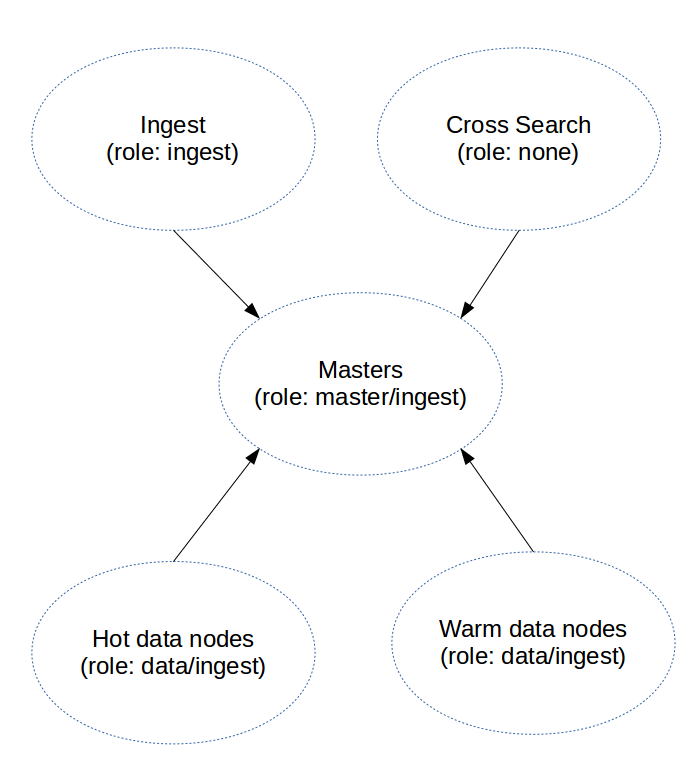 Ingest
(role: ingest)
Cross Search
(role: none)
Masters
(role: master/ingest)
Hot data nodes
(role: data/ingest)
Warm data nodes
(role: data/ingest)